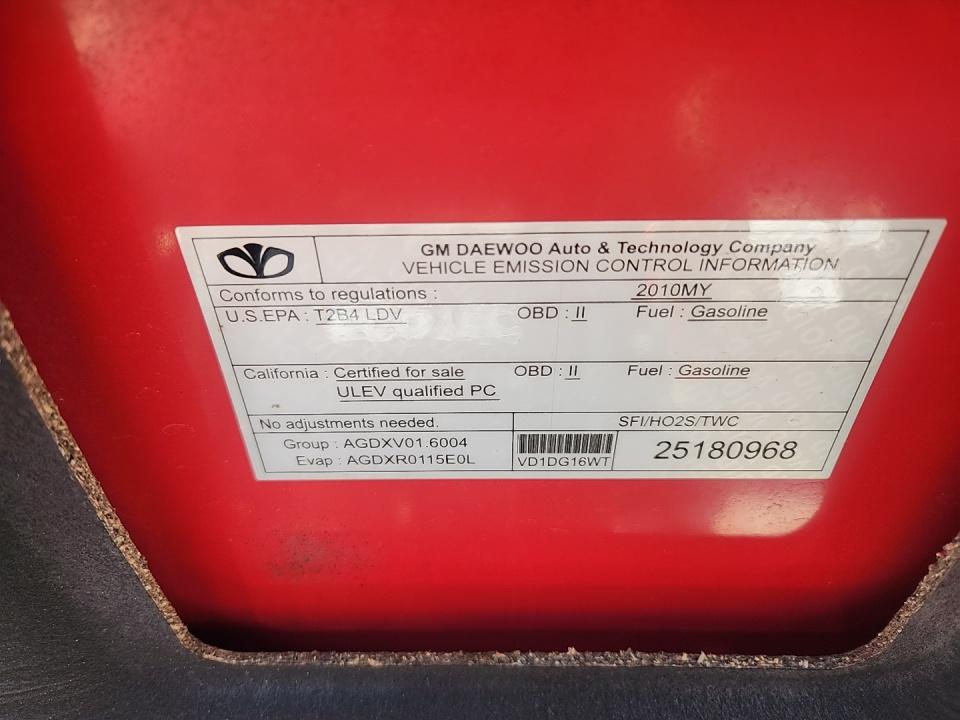 GM DAEWOO Auto & Technology Company
VEHICLE EMISSION CONTROL INFORMATION
Conforms to regulations : 2010MY
U.S.EPA : T2B4 LDV OBD : II Fuel : Gasoline
California : Certified for sale OBD : II Fuel : Gasoline
ULEV qualified PC
No adjustments needed. SFI/HO2S/TWC
Group : AGDXV01.6004
Evap : AGDXR0115E0L
VD1DG16WT
25180968